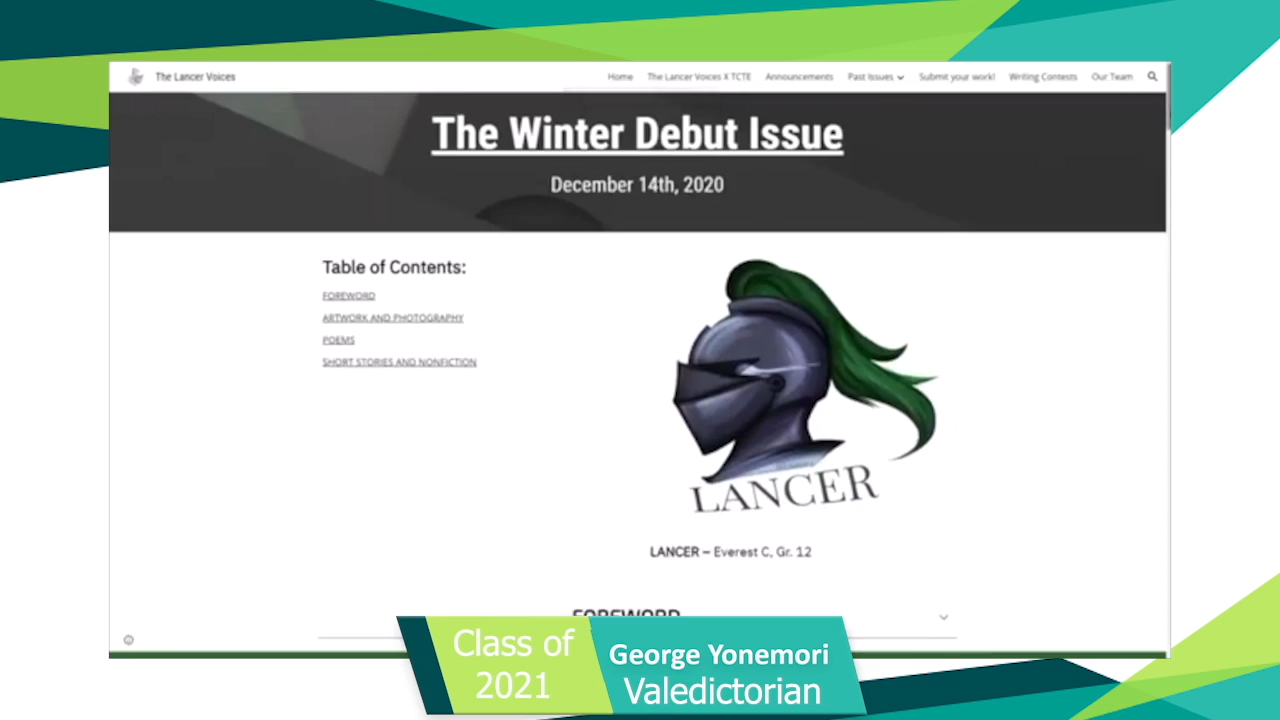 The Lancer Voices
Home The Lancer Voices X TCTE Announcements Past Issues Submit your work! Writing Contests Our Team
The Winter Debut Issue
December 14th, 2020
Table of Contents:
FOREWORD
ARTWORK AND PHOTOGRAPHY
POEMS
SHORT STORIES AND NONFICTION
LANCER
LANCER – Everest C, Gr. 12
FOREWORD
Class of
2021
George Yonemori
Valedictorian